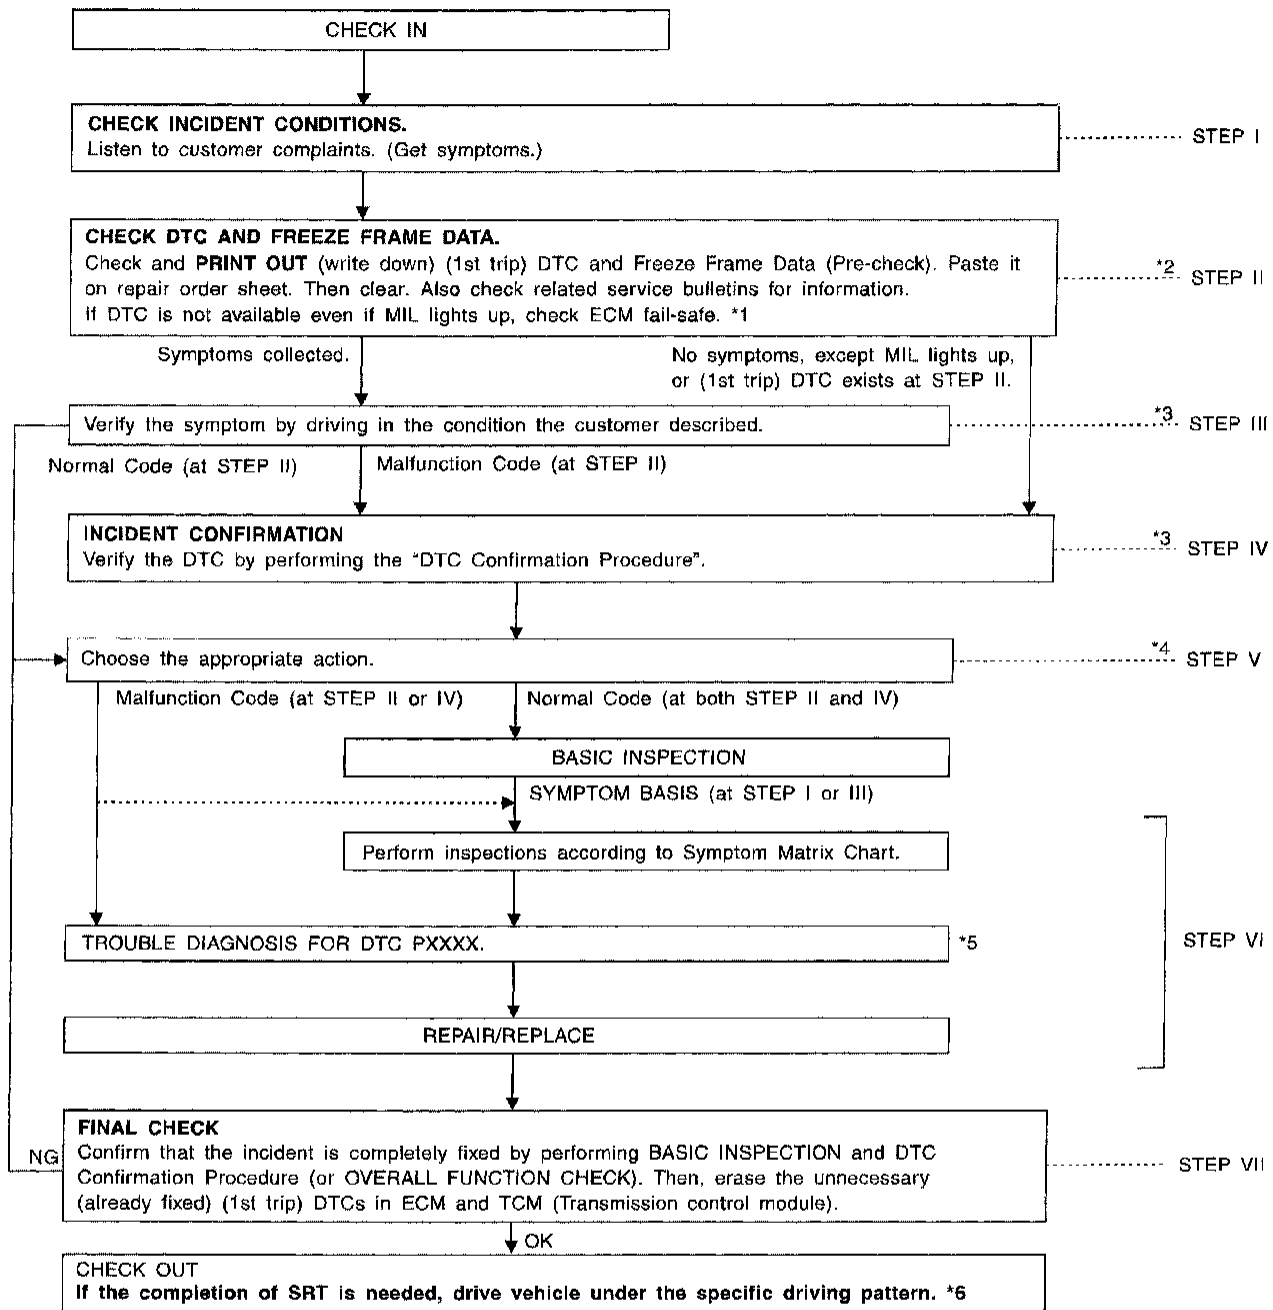 CHECK IN
CHECK INCIDENT CONDITIONS.
Listen to customer complaints. (Get symptoms.)
STEP I
CHECK DTC AND FREEZE FRAME DATA.
Check and PRINT OUT (write down) (1st trip) DTC and Freeze Frame Data (Pre-check). Paste it
on repair order sheet. Then clear. Also check related service bulletins for information.
If DTC is not available even if MIL lights up, check ECM fail-safe. *1
*2 STEP II
Symptoms collected.
No symptoms, except MIL lights up,
or (1st trip) DTC exists at STEP II.
Verify the symptom by driving in the condition the customer described.
*3 STEP III
Normal Code (at STEP II)
Malfunction Code (at STEP II)
INCIDENT CONFIRMATION
Verify the DTC by performing the "DTC Confirmation Procedure".
*3 STEP IV
Choose the appropriate action.
*4 STEP V
Malfunction Code (at STEP II or IV)
Normal Code (at both STEP II and IV)
BASIC INSPECTION
SYMPTOM BASIS (at STEP I or III)
Perform inspections according to Symptom Matrix Chart.
TROUBLE DIAGNOSIS FOR DTC PXXXX.
*5
STEP VI
REPAIR/REPLACE
FINAL CHECK
Confirm that the incident is completely fixed by performing BASIC INSPECTION and DTC
Confirmation Procedure (or OVERALL FUNCTION CHECK). Then, erase the unnecessary
(already fixed) (1st trip) DTCs in ECM and TCM (Transmission control module).
NG
STEP VII
OK
CHECK OUT
If the completion of SRT is needed, drive vehicle under the specific driving pattern. *6